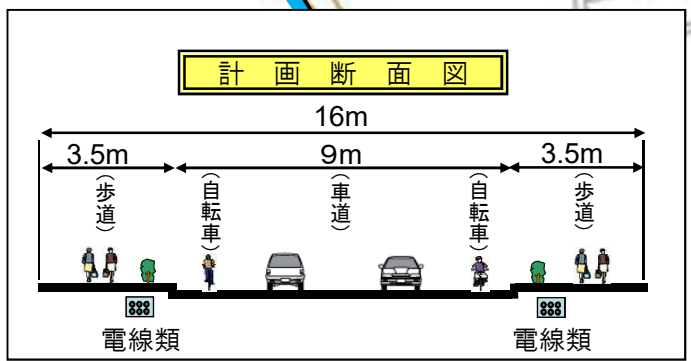 計画断面図
16m
3.5m 9m 3.5m
(歩道) (自転車) (車道) (自転車) (歩道)
電線類 電線類